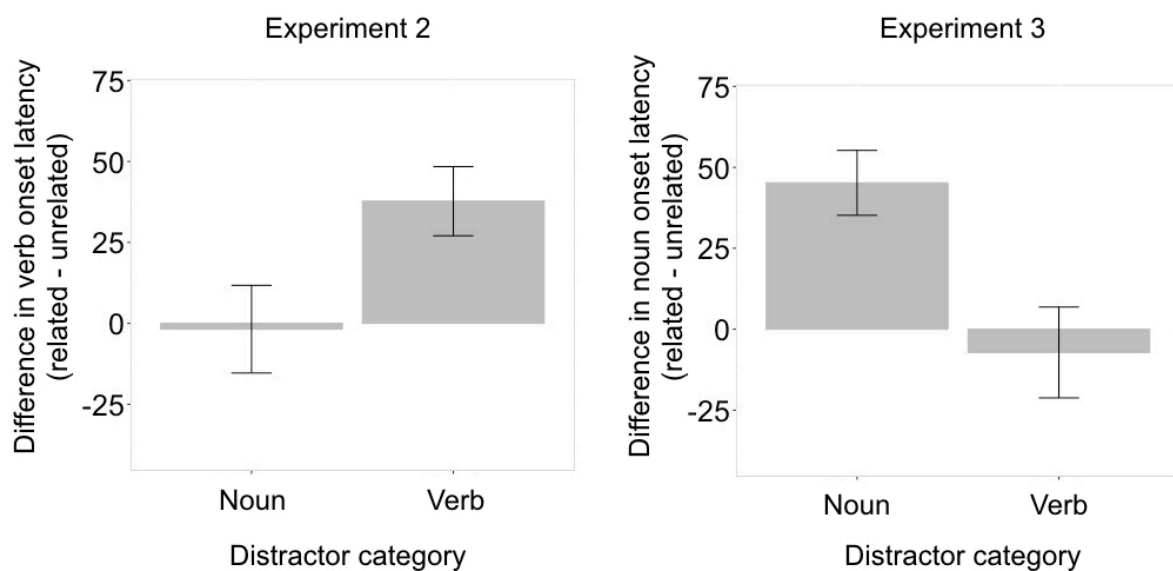 Experiment 2
Difference in verb onset latency
(related - unrelated)
75
50
25
0
-25
Noun Verb
Distractor category
Experiment 3
Difference in noun onset latency
(related - unrelated)
75
50
25
0
-25
Noun Verb
Distractor category